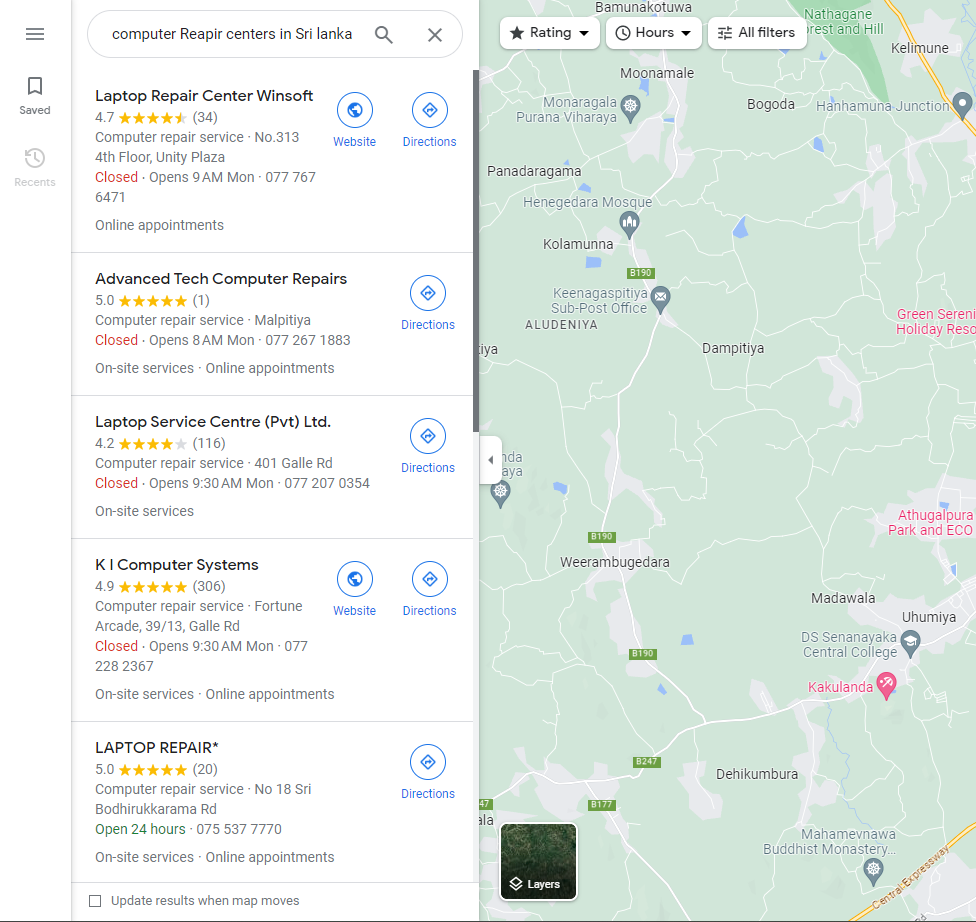 computer Reapir centers in Sri lanka
Saved
Recents
Laptop Repair Center Winsoft
4.7 (34)
Computer repair service · No.313
4th Floor, Unity Plaza
Closed · Opens 9 AM Mon · 077 767
6471
Online appointments
Website
Directions
Advanced Tech Computer Repairs
5.0 (1)
Computer repair service · Malpitiya
Closed · Opens 8 AM Mon · 077 267 1883
On-site services · Online appointments
Directions
Laptop Service Centre (Pvt) Ltd.
4.2 (116)
Computer repair service · 401 Galle Rd
Closed · Opens 9:30 AM Mon · 077 207 0354
On-site services
Directions
K I Computer Systems
4.9 (306)
Computer repair service · Fortune
Arcade, 39/13, Galle Rd
Closed · Opens 9:30 AM Mon · 077
228 2367
On-site services · Online appointments
Website
Directions
LAPTOP REPAIR*
5.0 (20)
Computer repair service · No 18 Sri
Bodhirukkarama Rd
Open 24 hours · 075 537 7770
On-site services · Online appointments
Directions
Update results when map moves
Rating
Hours
All filters
Bamunakotuwa
Nathagane
orest and Hill
Kelimune
Moonamale
Monaragala
Purana Viharaya
Bogoda
Hanhamuna Junction
Panadaragama
Henegedara Mosque
Kolamunna
B190
Keenagaspitiya
Sub-Post Office
ALUDENIYA
Green Sereni
Holiday Reso
tiya
Dampitiya
nda
aya
Athugalpura
Park and ECO
B190
Weerambugedara
Madawala
Uhumiya
DS Senanayaka
Central College
B190
Kakulanda
B247
Dehikumbura
47
B177
ala
Mahamevnawa
Buddhist Monastery...
Central Expressway
Rd
Layers